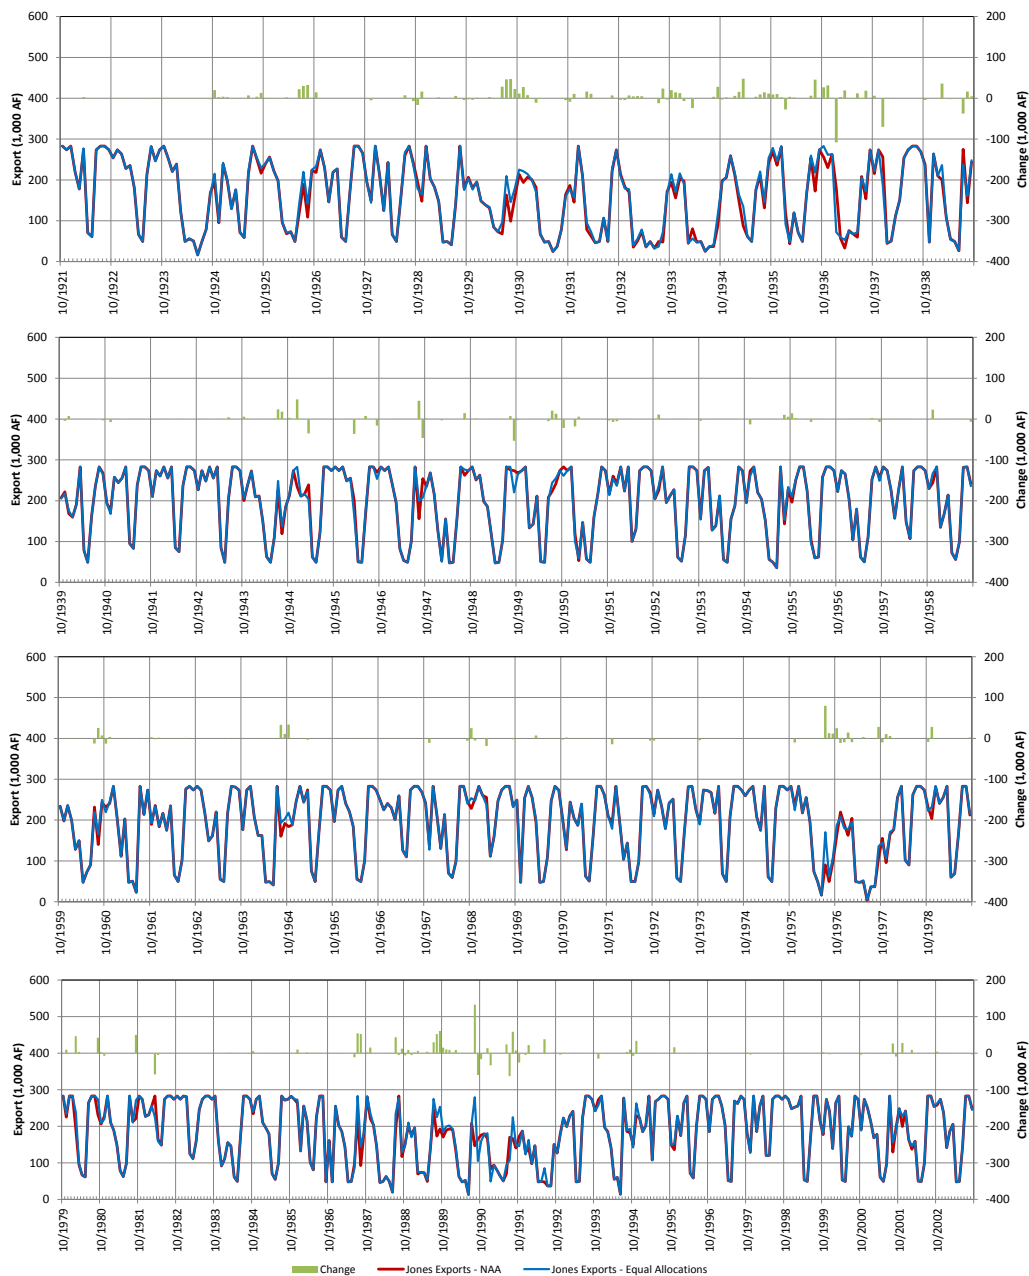 600 200
500 100
400 0
300 -100
200 -200
100 -300
0 -400
Export (1,000 AF)
Change (1,000 AF)
10/1921 10/1922 10/1923 10/1924 10/1925 10/1926 10/1927 10/1928 10/1929 10/1930 10/1931 10/1932 10/1933 10/1934 10/1935 10/1936 10/1937 10/1938
600 200
500 100
400 0
300 -100
200 -200
100 -300
0 -400
Export (1,000 AF)
Change (1,000 AF)
10/1939 10/1940 10/1941 10/1942 10/1943 10/1944 10/1945 10/1946 10/1947 10/1948 10/1949 10/1950 10/1951 10/1952 10/1953 10/1954 10/1955 10/1956 10/1957 10/1958
600 200
500 100
400 0
300 -100
200 -200
100 -300
0 -400
Export (1,000 AF)
Change (1,000 AF)
10/1959 10/1960 10/1961 10/1962 10/1963 10/1964 10/1965 10/1966 10/1967 10/1968 10/1969 10/1970 10/1971 10/1972 10/1973 10/1974 10/1975 10/1976 10/1977 10/1978
600 200
500 100
400 0
300 -100
200 -200
100 -300
0 -400
Export (1,000 AF)
Change (1,000 AF)
10/1979 10/1980 10/1981 10/1982 10/1983 10/1984 10/1985 10/1986 10/1987 10/1988 10/1989 10/1990 10/1991 10/1992 10/1993 10/1994 10/1995 10/1996 10/1997 10/1998 10/1999 10/2000 10/2001 10/2002
Change Jones Exports - NAA Jones Exports - Equal Allocations